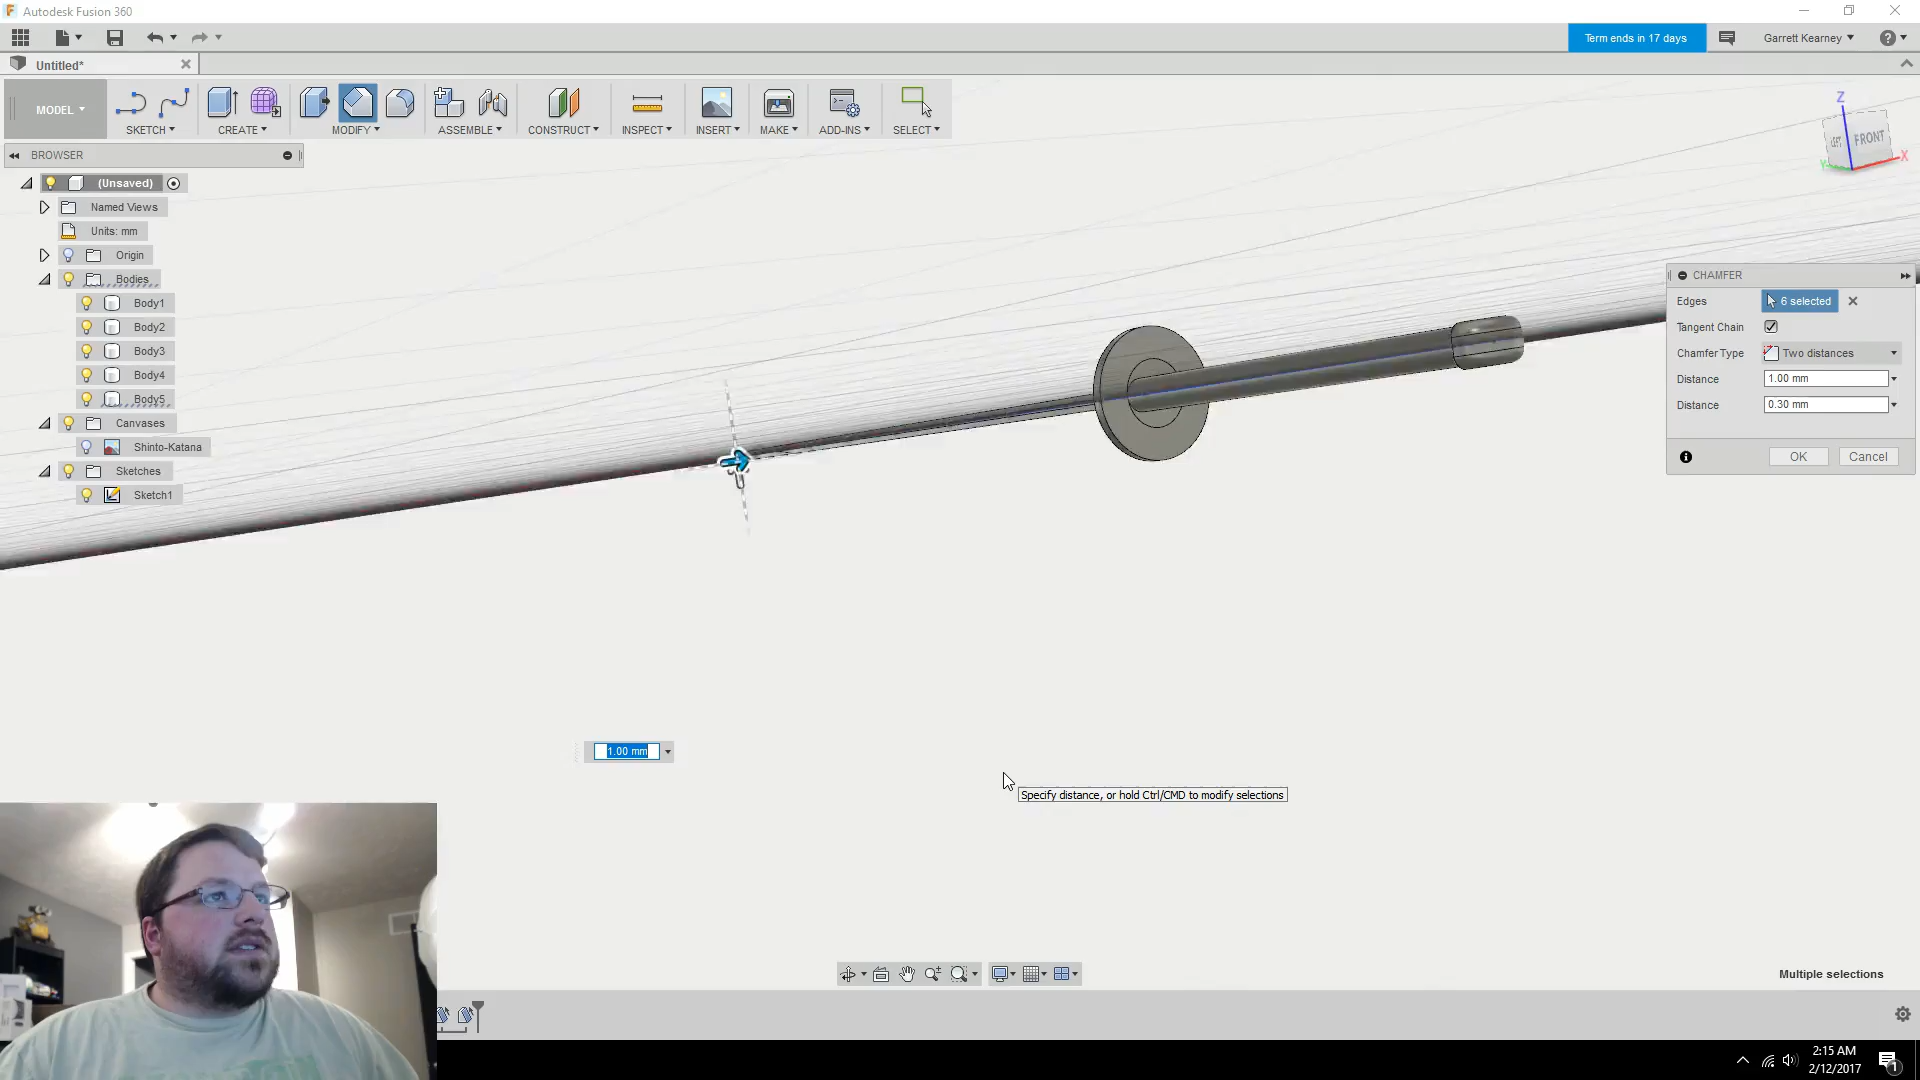 Autodesk Fusion 360
Term ends in 17 days
Garrett Kearney
Untitled*
MODEL
SKETCH
CREATE
MODIFY
ASSEMBLE
CONSTRUCT
INSPECT
INSERT
MAKE
ADD-INS
SELECT
BROWSER
(Unsaved)
Named Views
Units: mm
Origin
Bodies
Body1
Body2
Body3
Body4
Body5
Canvases
Shinto-Katana
Sketches
Sketch1
Z
LEFT
FRONT
X
Y
CHAMFER
Edges
6 selected
Tangent Chain
Chamfer Type
Two distances
Distance
1.00 mm
Distance
0.30 mm
OK
Cancel
1.00 mm
Specify distance, or hold Ctrl/CMD to modify selections
Multiple selections
2:15 AM
2/12/2017
1